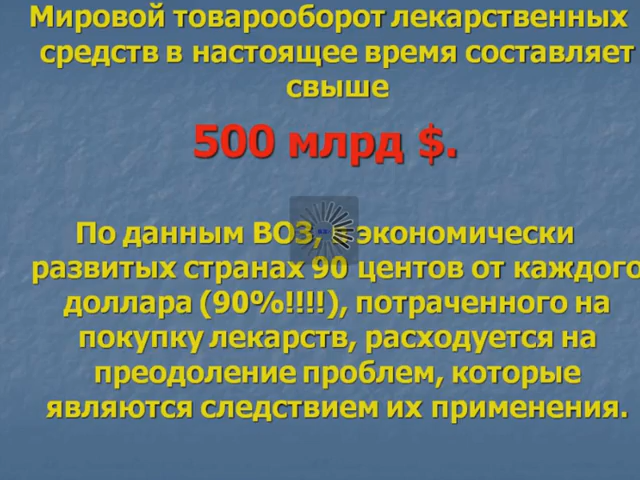 Мировой товарооборот лекарственных
средств в настоящее время составляет
свыше
500 млрд $.
По данным ВОЗ, в экономически
развитых странах 90 центов от каждого
доллара (90%!!!!), потраченного на
покупку лекарств, расходуется на
преодоление проблем, которые
являются следствием их применения.